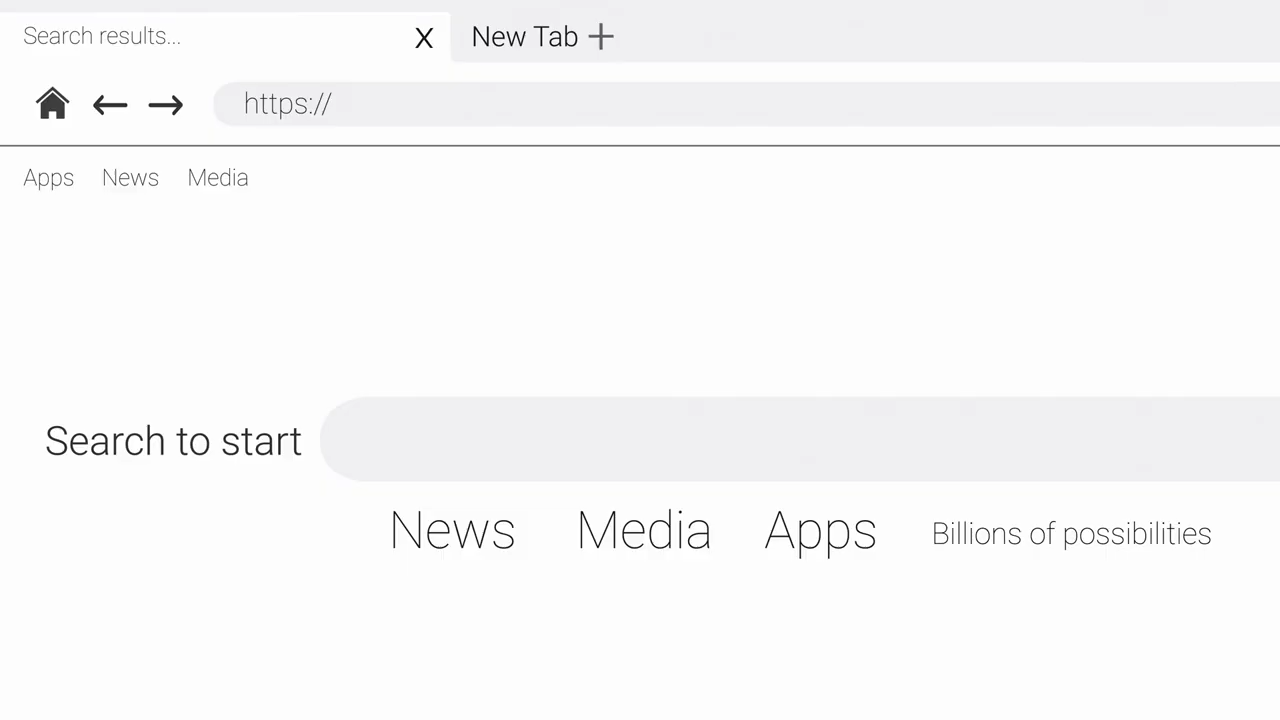 Search results... X New Tab +
https://
Apps News Media
Search to start
News Media Apps Billions of possibilities